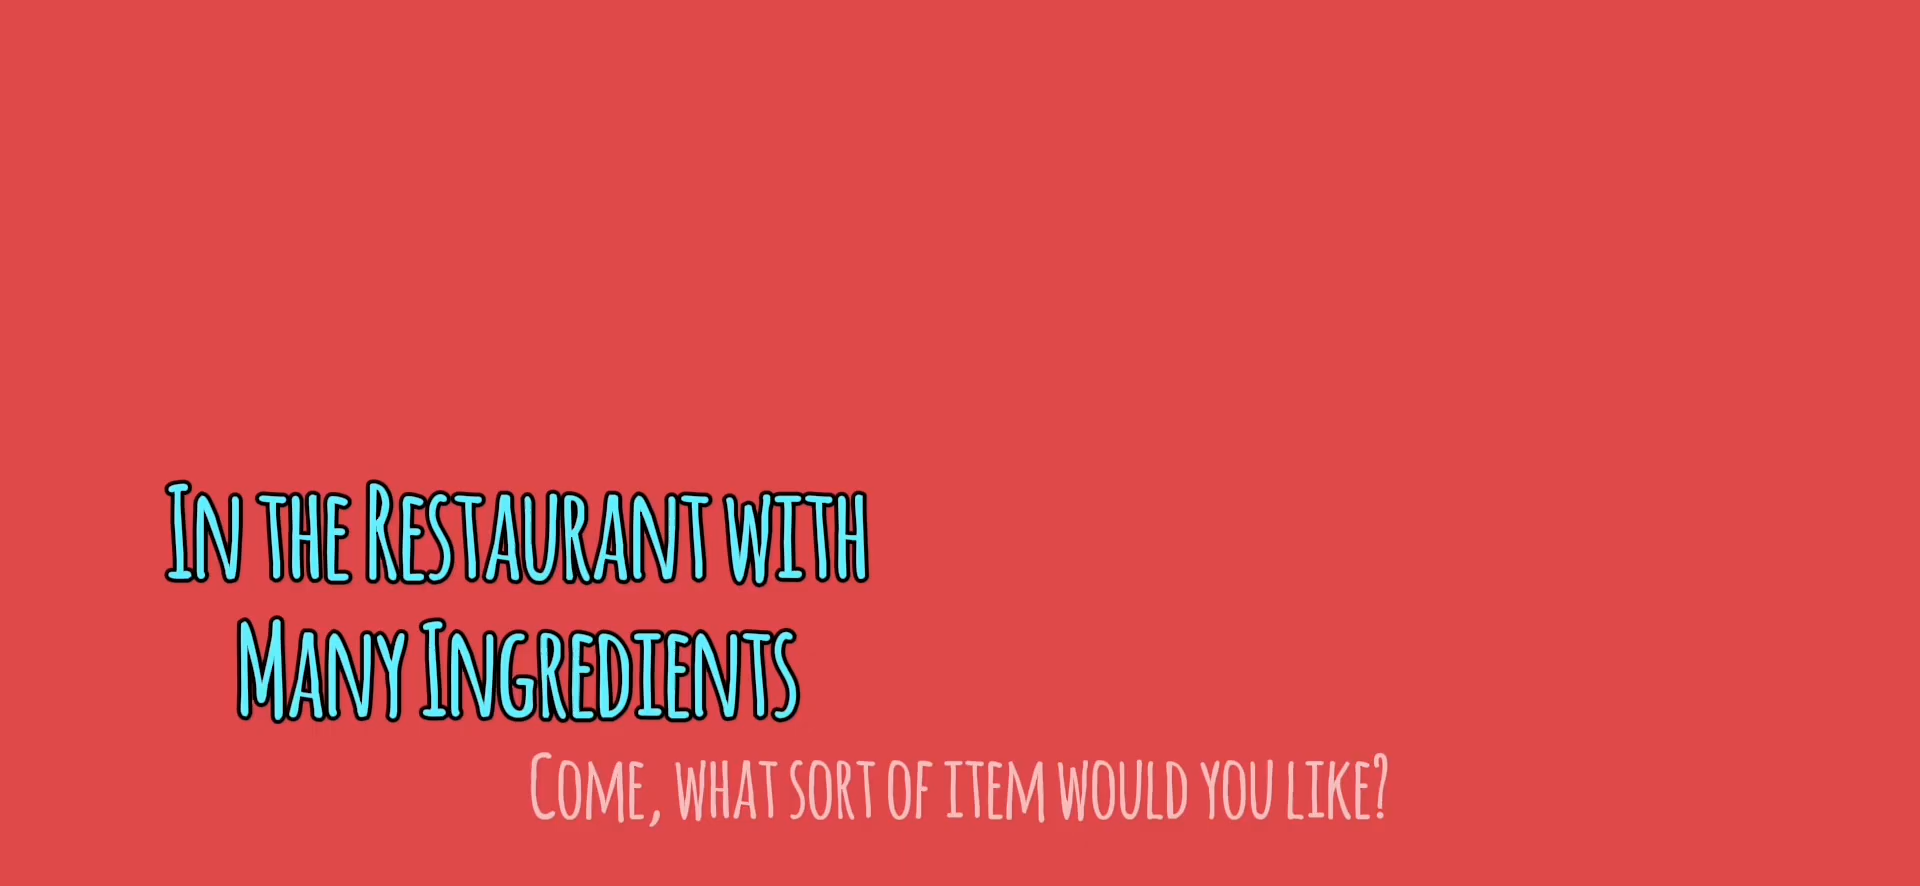 In the Restaurant with
Many Ingredients
Come, what sort of item would you like?